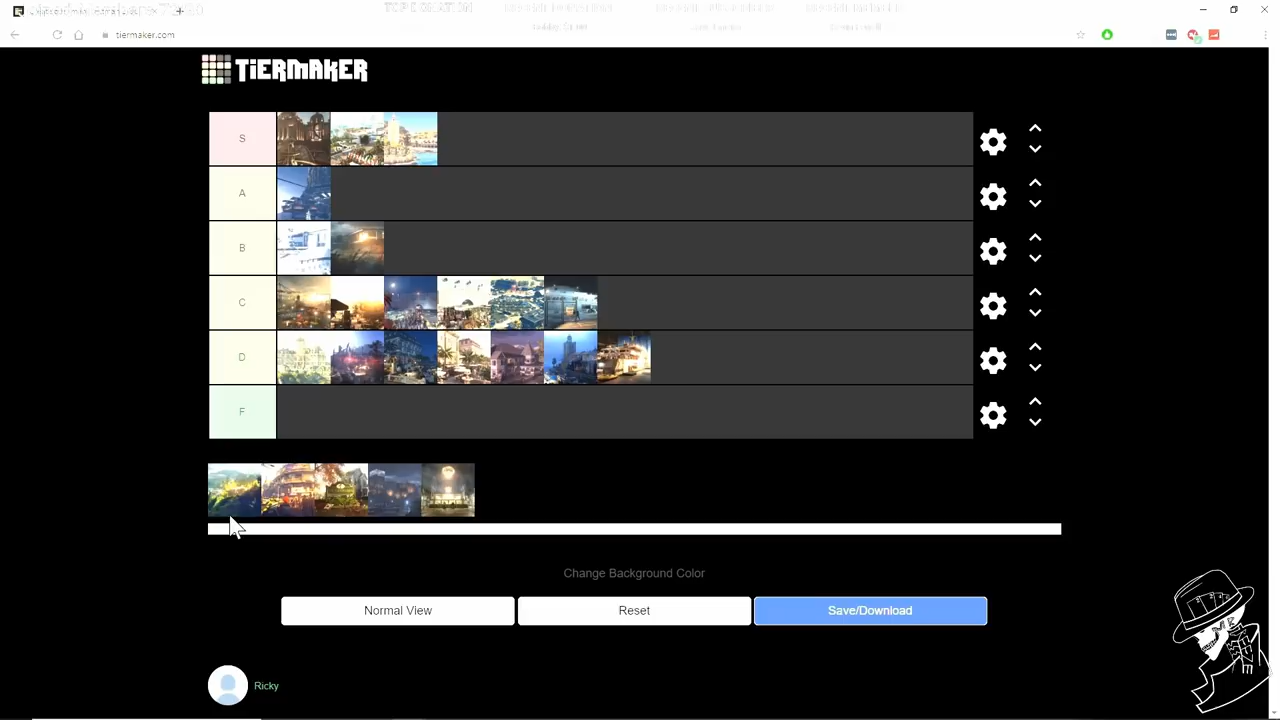 tiermaker.com
TiERMAKER
S
A
B
C
D
F
Change Background Color
Normal View
Reset
Save/Download
Ricky